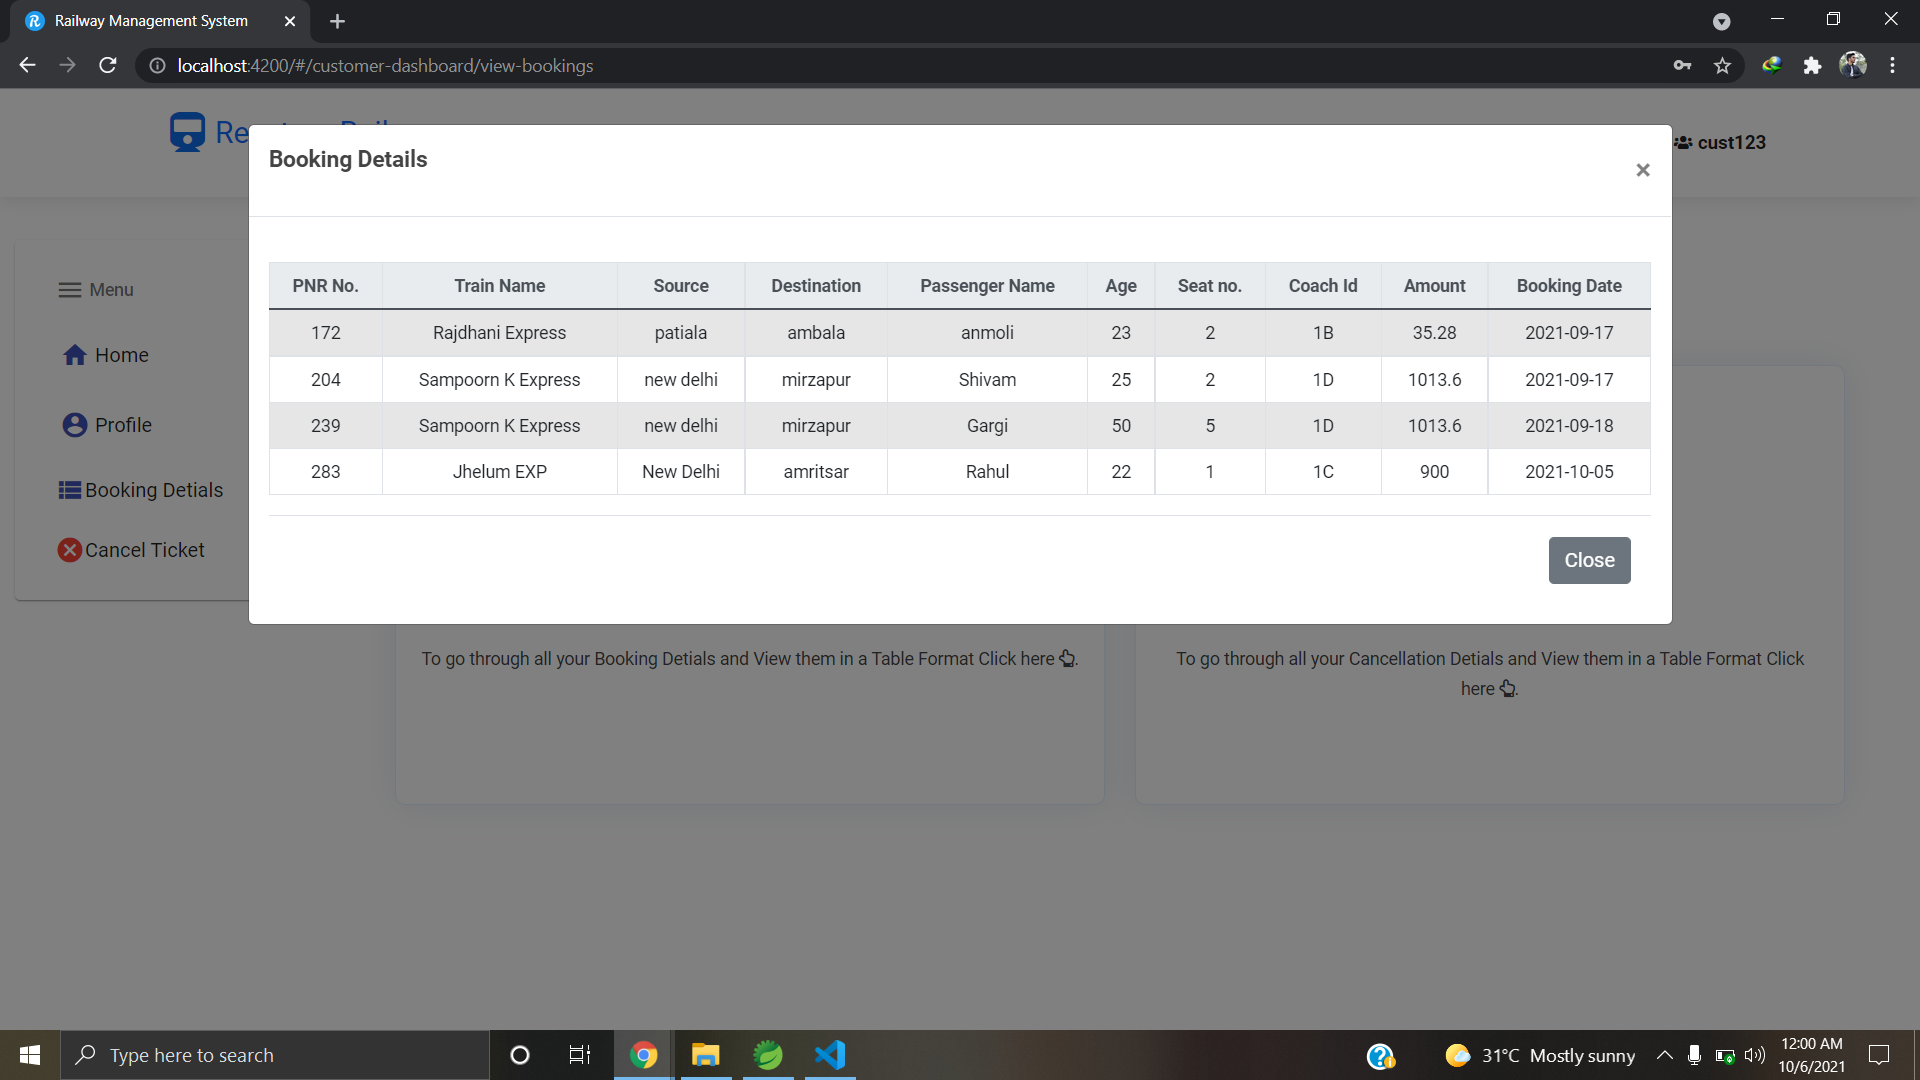 Railway Management System
localhost:4200/#/customer-dashboard/view-bookings
Re
cust123
Booking Details
×
Menu
Home
Profile
Booking Detials
Cancel Ticket
PNR No. Train Name Source Destination Passenger Name Age Seat no. Coach Id Amount Booking Date
172 Rajdhani Express patiala ambala anmoli 23 2 1B 35.28 2021-09-17
204 Sampoorn K Express new delhi mirzapur Shivam 25 2 1D 1013.6 2021-09-17
239 Sampoorn K Express new delhi mirzapur Gargi 50 5 1D 1013.6 2021-09-18
283 Jhelum EXP New Delhi amritsar Rahul 22 1 1C 900 2021-10-05
Close
To go through all your Booking Detials and View them in a Table Format Click here .
To go through all your Cancellation Detials and View them in a Table Format Click
here .
Type here to search
31°C Mostly sunny
12:00 AM
10/6/2021